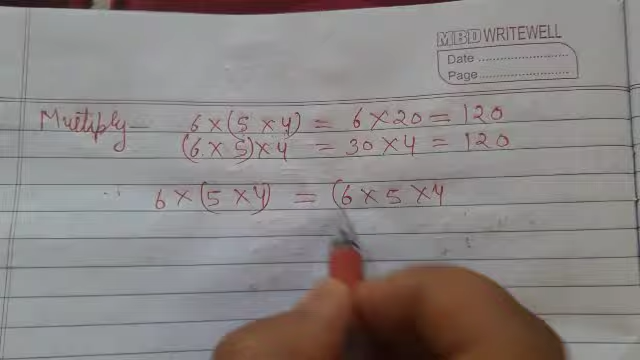 MBD WRITEWELL
Date
Page
Multiply— 6 × (5 × 4) = 6 × 20 = 120
(6 × 5) × 4 = 30 × 4 = 120
∴ 6 × (5 × 4) = (6 × 5 × 4